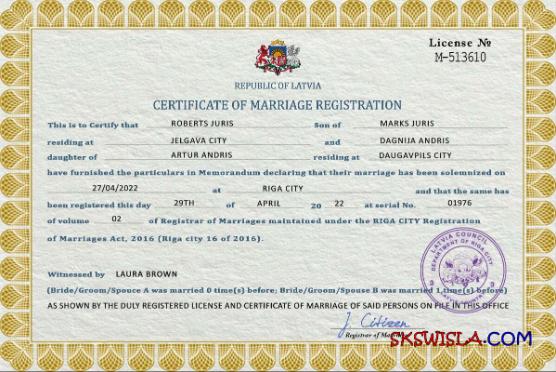 License №
M-513610
REPUBLIC OF LATVIA
CERTIFICATE OF MARRIAGE REGISTRATION
This is to Certify that ROBERTS JURIS Son of MARKS JURIS
residing at JELGAVA CITY and DAGNIJA ANDRIS
daughter of ARTUR ANDRIS residing at DAUGAVPILS CITY
have furnished the particulars in Memorandum declaring that their marriage has been solemnized on
27/04/2022 at RIGA CITY and that the same has
been registered this day 29TH of APRIL 20 22 at serial No. 01976
of volume 02 of Registrar of Marriages maintained under the RIGA CITY Registration
of Marriages Act, 2016 (Riga city 16 of 2016).
LATVIA COUNCIL
DEPARTMENT OF RIGA CITY
Witnessed by LAURA BROWN
(Bride/Groom/Spouce A was married 0 time(s) before; Bride/Groom/Spouse B was married 1 time(s) before)
AS SHOWN BY THE DULY REGISTERED LICENSE AND CERTIFICATE OF MARRIAGE OF SAID PERSONS ON FILE IN THIS OFFICE
J. Citizen
Registrar of
SKSWISLA.COM